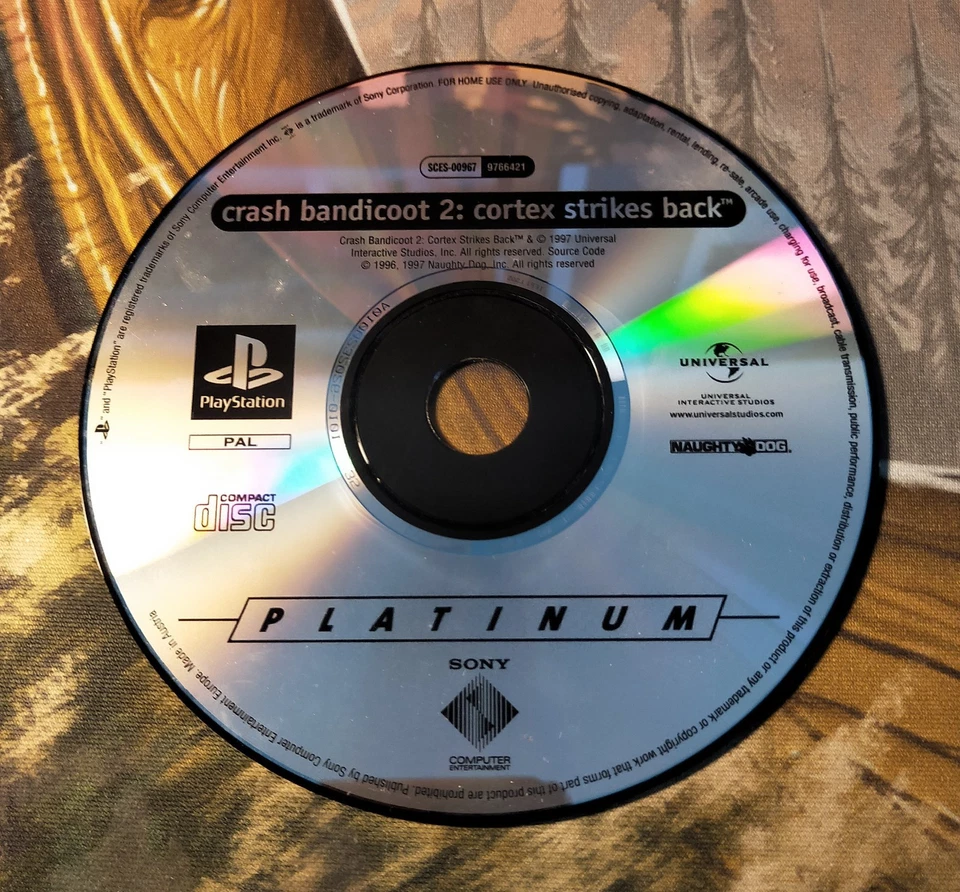 SCES-00967 9766421
crash bandicoot 2: cortex strikes back™
Crash Bandicoot 2: Cortex Strikes Back™ & © 1997 Universal
Interactive Studios, Inc. All rights reserved. Source Code
© 1996, 1997 Naughty Dog, Inc. All rights reserved
PlayStation
PAL
COMPACT
disc
UNIVERSAL
UNIVERSAL
INTERACTIVE STUDIOS
www.universalstudios.com
NAUGHTY DOG
PLATINUM
SONY
COMPUTER
ENTERTAINMENT
and "PlayStation" are registered trademarks of Sony Computer Entertainment Inc. is a trademark of Sony Corporation. FOR HOME USE ONLY. Unauthorised copying, adaptation, rental, lending, re-sale, arcade use, charging for use, broadcast, cable transmission, public performance, distribution or extraction of this product or any trademark or copyright work that forms part of this product are prohibited. Published by Sony Computer Entertainment Europe. Made in Austria